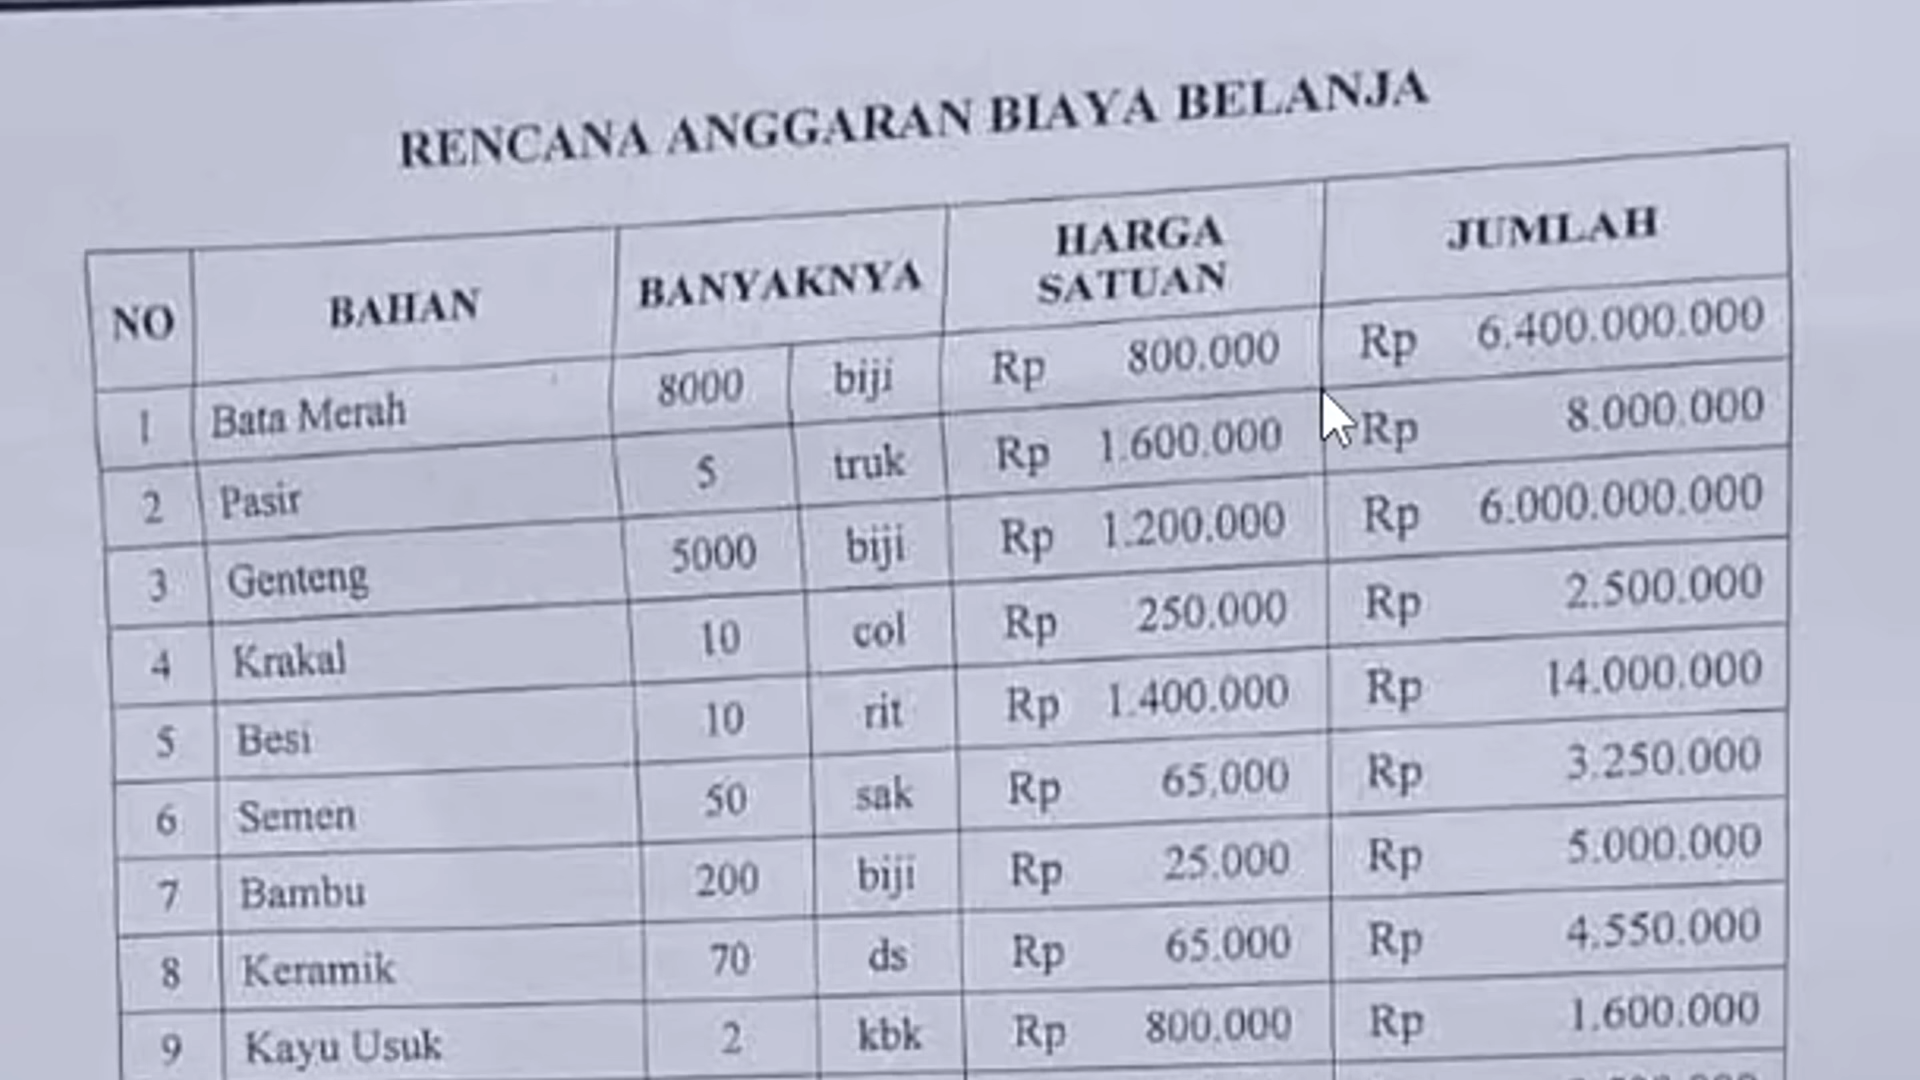 RENCANA ANGGARAN BIAYA BELANJA
NO BAHAN BANYAKNYA HARGA SATUAN JUMLAH
1 Bata Merah 8000 biji Rp 800.000 Rp 6.400.000.000
2 Pasir 5 truk Rp 1.600.000 Rp 8.000.000
3 Genteng 5000 biji Rp 1.200.000 Rp 6.000.000.000
4 Krakal 10 col Rp 250.000 Rp 2.500.000
5 Besi 10 rit Rp 1.400.000 Rp 14.000.000
6 Semen 50 sak Rp 65.000 Rp 3.250.000
7 Bambu 200 biji Rp 25.000 Rp 5.000.000
8 Keramik 70 ds Rp 65.000 Rp 4.550.000
9 Kayu Usuk 2 kbk Rp 800.000 Rp 1.600.000